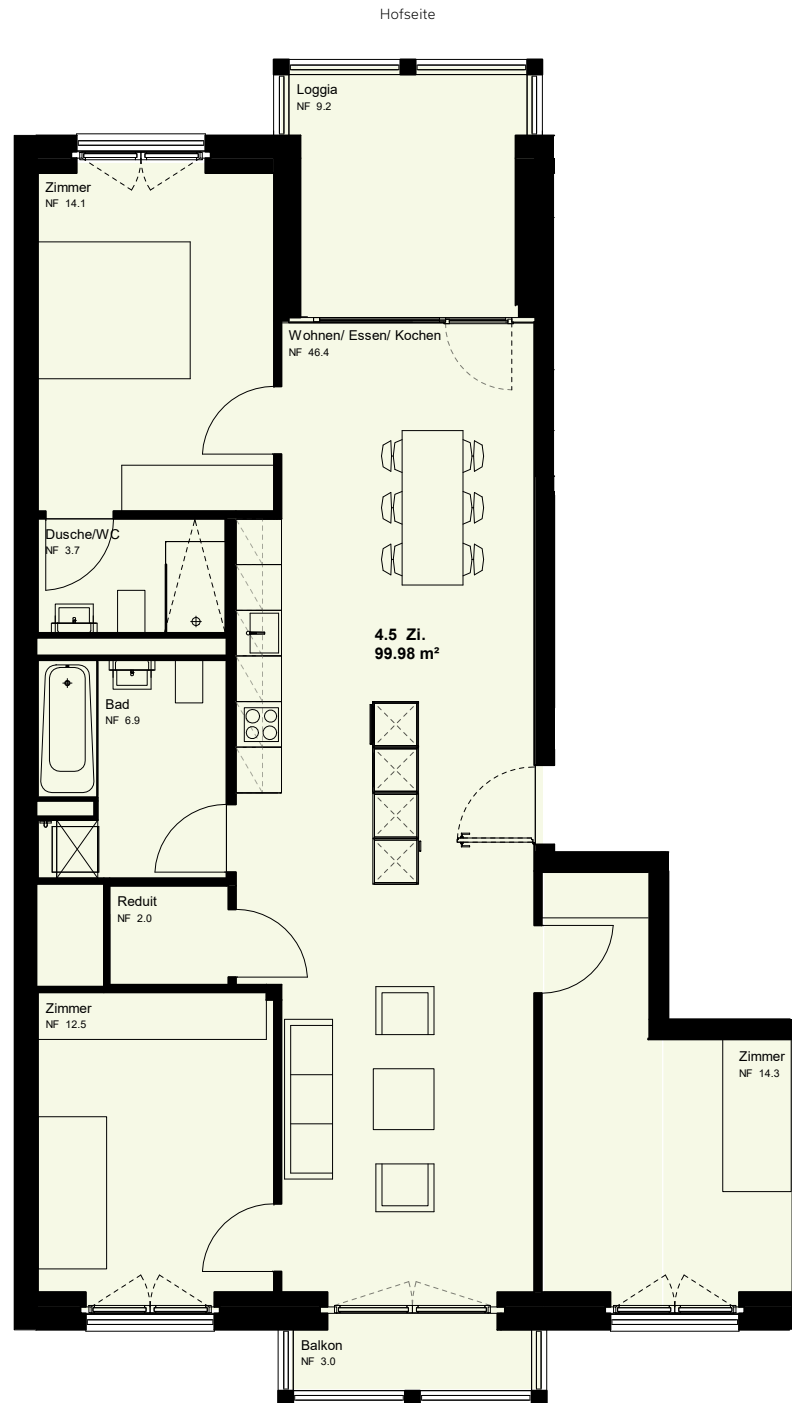 Hofseite
Loggia
NF 9.2
Zimmer
NF 14.1
Wohnen/ Essen/ Kochen
NF 46.4
Dusche/WC
NF 3.7
4.5 Zi.
99.98 m²
Bad
NF 6.9
Reduit
NF 2.0
Zimmer
NF 12.5
Zimmer
NF 14.3
Balkon
NF 3.0